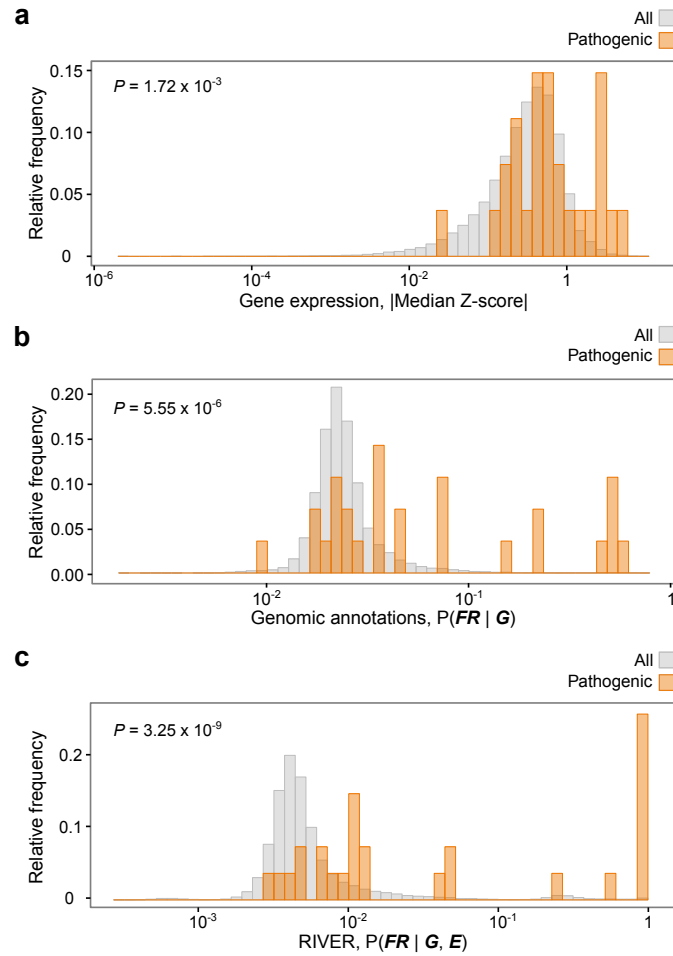 a
All
Pathogenic
P = 1.72 x 10⁻³
Relative frequency
0.15
0.10
0.05
0
10⁻⁶
10⁻⁴
10⁻²
1
Gene expression, |Median Z-score|
b
All
Pathogenic
P = 5.55 x 10⁻⁶
Relative frequency
0.20
0.15
0.10
0.05
0.00
10⁻²
10⁻¹
1
Genomic annotations, P(FR | G)
c
All
Pathogenic
P = 3.25 x 10⁻⁹
Relative frequency
0.2
0.1
0
10⁻³
10⁻²
10⁻¹
1
RIVER, P(FR | G, E)